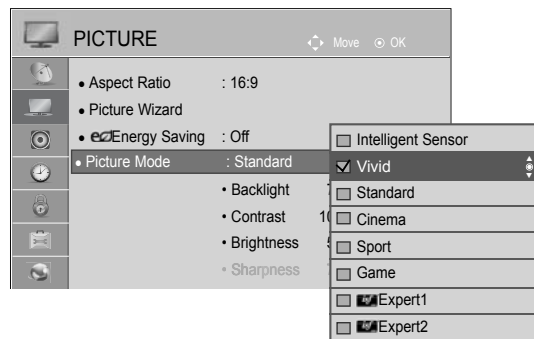 PICTURE
Move OK
• Aspect Ratio : 16:9
• Picture Wizard
• eco Energy Saving : Off
• Picture Mode : Standard
• Backlight
• Contrast
• Brightness
• Sharpness
Intelligent Sensor
Vivid
Standard
Cinema
Sport
Game
Expert1
Expert2